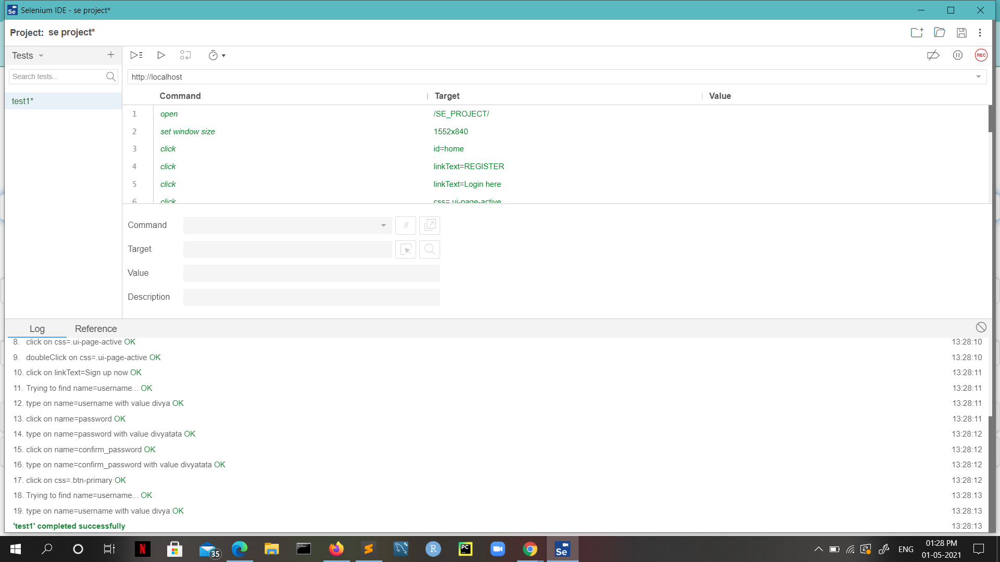 Selenium IDE - se project*
Project: se project*
Tests
Search tests...
test1*
REC
http://localhost
Command Target Value
1 open /SE_PROJECT/
2 set window size 1552x840
3 click id=home
4 click linkText=REGISTER
5 click linkText=Login here
6 click css=.ui-page-active
Command //
Target
Value
Description
Log Reference
8. click on css=.ui-page-active OK 13:28:10
9. doubleClick on css=.ui-page-active OK 13:28:10
10. click on linkText=Sign up now OK 13:28:11
11. Trying to find name=username... OK 13:28:11
12. type on name=username with value divya OK 13:28:11
13. click on name=password OK 13:28:11
14. type on name=password with value divyatata OK 13:28:12
15. click on name=confirm_password OK 13:28:12
16. type on name=confirm_password with value divyatata OK 13:28:12
17. click on css=.btn-primary OK 13:28:12
18. Trying to find name=username... OK 13:28:13
19. type on name=username with value divya OK 13:28:13
'test1' completed successfully 13:28:13
N 35 R PC Se ENG 01:28 PM
01-05-2021